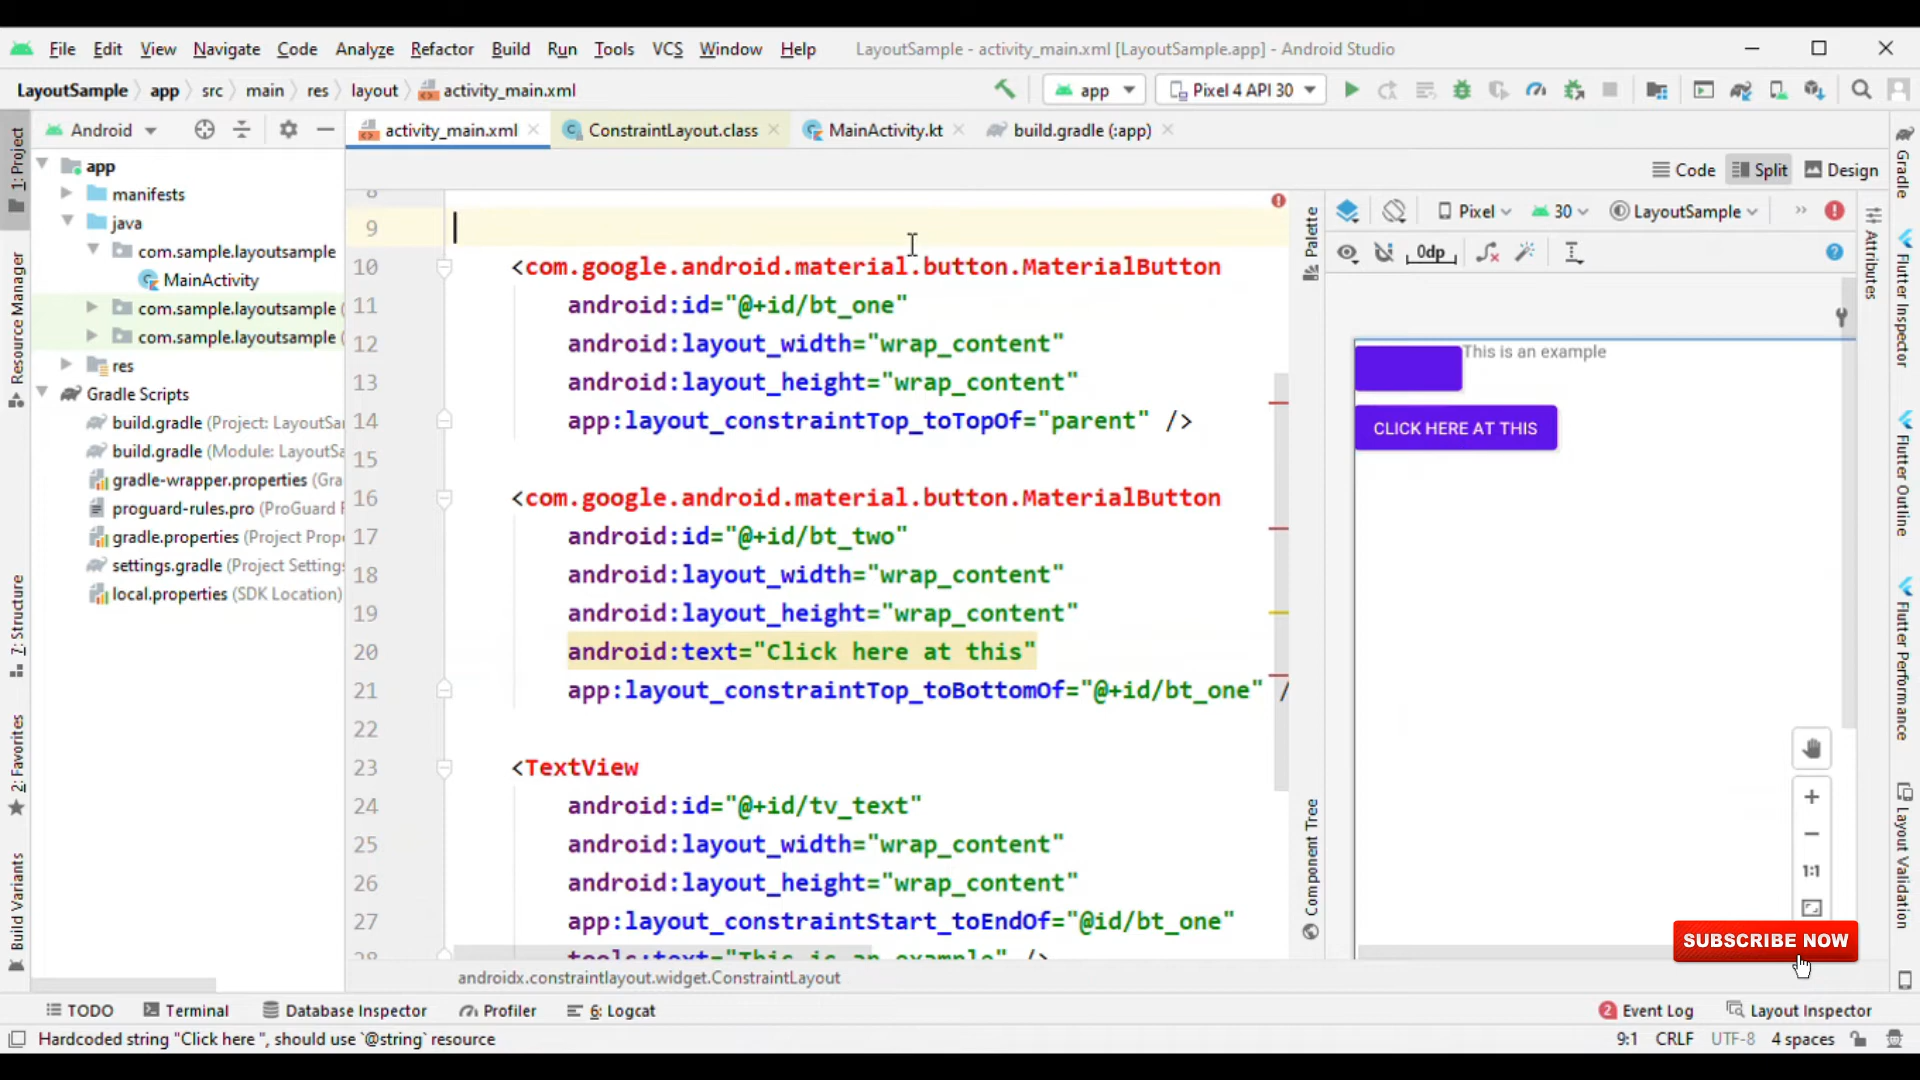 File Edit View Navigate Code Analyze Refactor Build Run Tools VCS Window Help LayoutSample - activity_main.xml [LayoutSample.app] - Android Studio
LayoutSample app src main res layout activity_main.xml app Pixel 4 API 30
Android activity_main.xml ConstraintLayout.class MainActivity.kt build.gradle (:app)
Code Split Design
1: Project
Resource Manager
7: Structure
2: Favorites
Build Variants
app
manifests
java
com.sample.layoutsample
MainActivity
com.sample.layoutsample (
com.sample.layoutsample (
res
Gradle Scripts
build.gradle (Project: LayoutSa
build.gradle (Module: LayoutSa
gradle-wrapper.properties (Gra
proguard-rules.pro (ProGuard
gradle.properties (Project Prop
settings.gradle (Project Settings
local.properties (SDK Location)
8
9
10 <com.google.android.material.button.MaterialButton
11 android:id="@+id/bt_one"
12 android:layout_width="wrap_content"
13 android:layout_height="wrap_content"
14 app:layout_constraintTop_toTopOf="parent" />
15
16 <com.google.android.material.button.MaterialButton
17 android:id="@+id/bt_two"
18 android:layout_width="wrap_content"
19 android:layout_height="wrap_content"
20 android:text="Click here at this"
21 app:layout_constraintTop_toBottomOf="@+id/bt_one" /
22
23 <TextView
24 android:id="@+id/tv_text"
25 android:layout_width="wrap_content"
26 android:layout_height="wrap_content"
27 app:layout_constraintStart_toEndOf="@id/bt_one"
28 tools:text="This is an example" />
androidx.constraintlayout.widget.ConstraintLayout
Palette
Component Tree
Pixel 30 LayoutSample
0dp
This is an example
CLICK HERE AT THIS
1:1
SUBSCRIBE NOW
Attributes
Gradle
Flutter Inspector
Flutter Outline
Flutter Performance
Layout Validation
TODO Terminal Database Inspector Profiler 6: Logcat 2 Event Log Layout Inspector
Hardcoded string "Click here ", should use `@string` resource 9:1 CRLF UTF-8 4 spaces